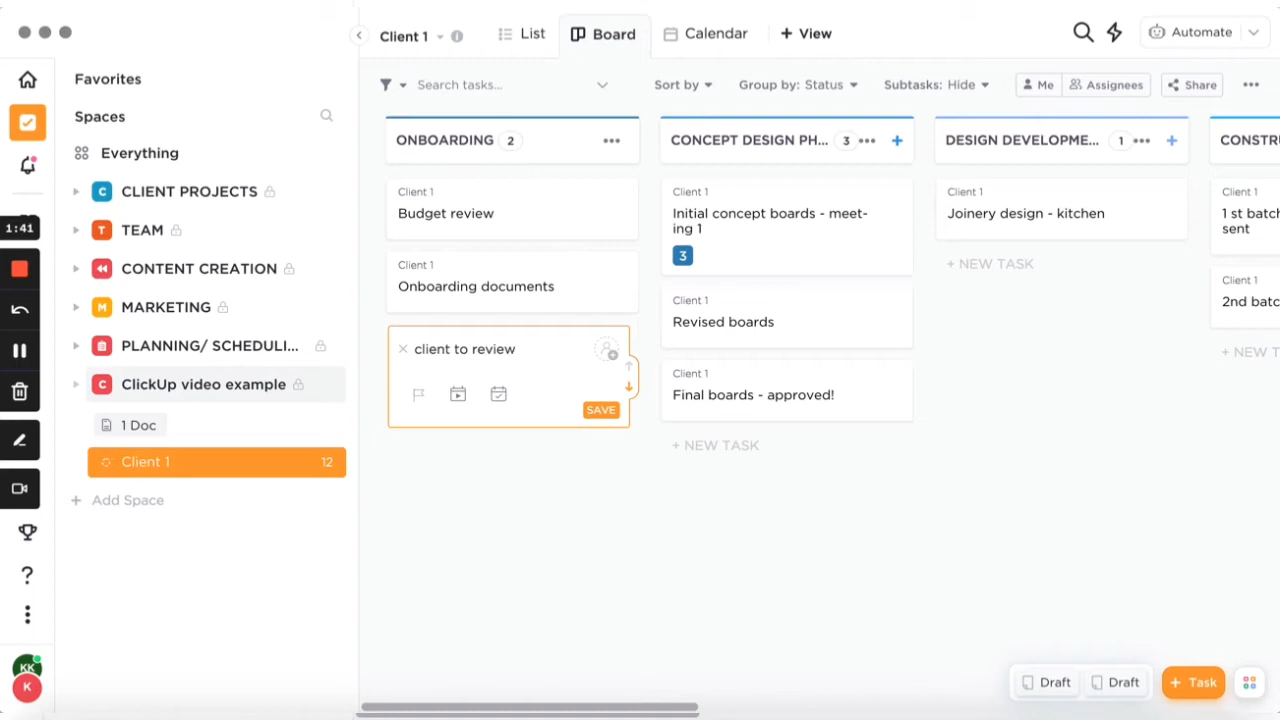 Client 1
List
Board
Calendar
+ View
Automate
Favorites
Spaces
Everything
C CLIENT PROJECTS
T TEAM
CONTENT CREATION
M MARKETING
PLANNING/ SCHEDULI...
C ClickUp video example
1 Doc
Client 1 12
+ Add Space
1:41
?
KK
K
Search tasks...
Sort by
Group by: Status
Subtasks: Hide
Me
Assignees
Share
ONBOARDING 2
Client 1
Budget review
Client 1
Onboarding documents
client to review
SAVE
CONCEPT DESIGN PH... 3
Client 1
Initial concept boards - meet-
ing 1
3
Client 1
Revised boards
Client 1
Final boards - approved!
+ NEW TASK
DESIGN DEVELOPME... 1
Client 1
Joinery design - kitchen
+ NEW TASK
CONSTRU
Client 1
1 st batch
sent
Client 1
2nd batc
+ NEW T
Draft
Draft
+ Task